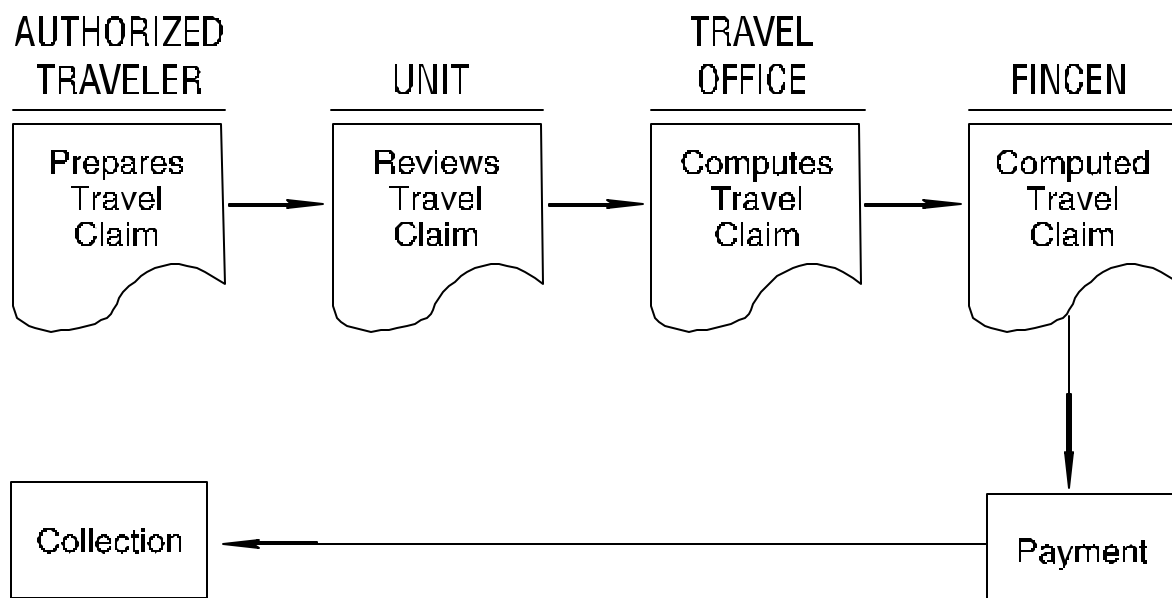 AUTHORIZED
TRAVELER
UNIT
TRAVEL
OFFICE
FINCEN
Prepares
Travel
Claim
Reviews
Travel
Claim
Computes
Travel
Claim
Computed
Travel
Claim
Collection
Payment